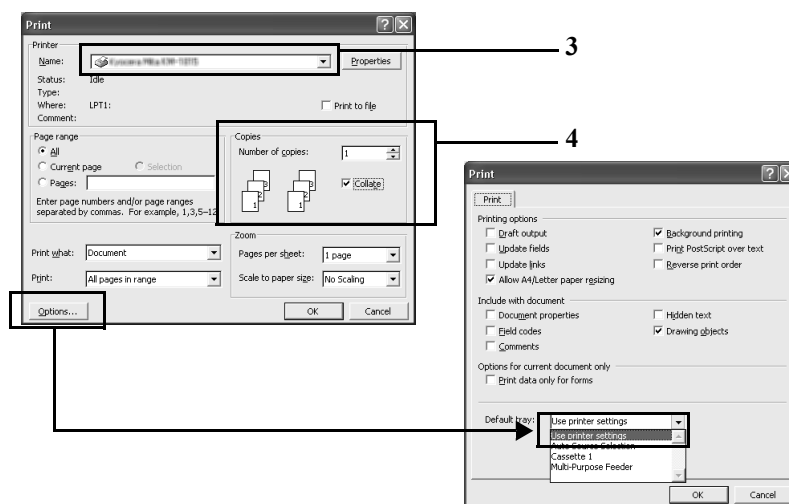 Print
Printer
Name:
Properties
Status: Idle
Type:
Where: LPT1:
Print to file
Comment:
Page range
All
Current page
Selection
Pages:
Enter page numbers and/or page ranges
separated by commas. For example, 1,3,5–12
Copies
Number of copies: 1
1 2 3
1 2 3
Collate
Print what: Document
Print: All pages in range
Zoom
Pages per sheet: 1 page
Scale to paper size: No Scaling
Options...
OK
Cancel
3
4
Print
Print
Printing options
Draft output
Background printing
Update fields
Print PostScript over text
Update links
Reverse print order
Allow A4/Letter paper resizing
Include with document
Document properties
Hidden text
Field codes
Drawing objects
Comments
Options for current document only
Print data only for forms
Default tray: Use printer settings
Use printer settings
Auto Source Selection
Cassette 1
Multi-Purpose Feeder
OK
Cancel